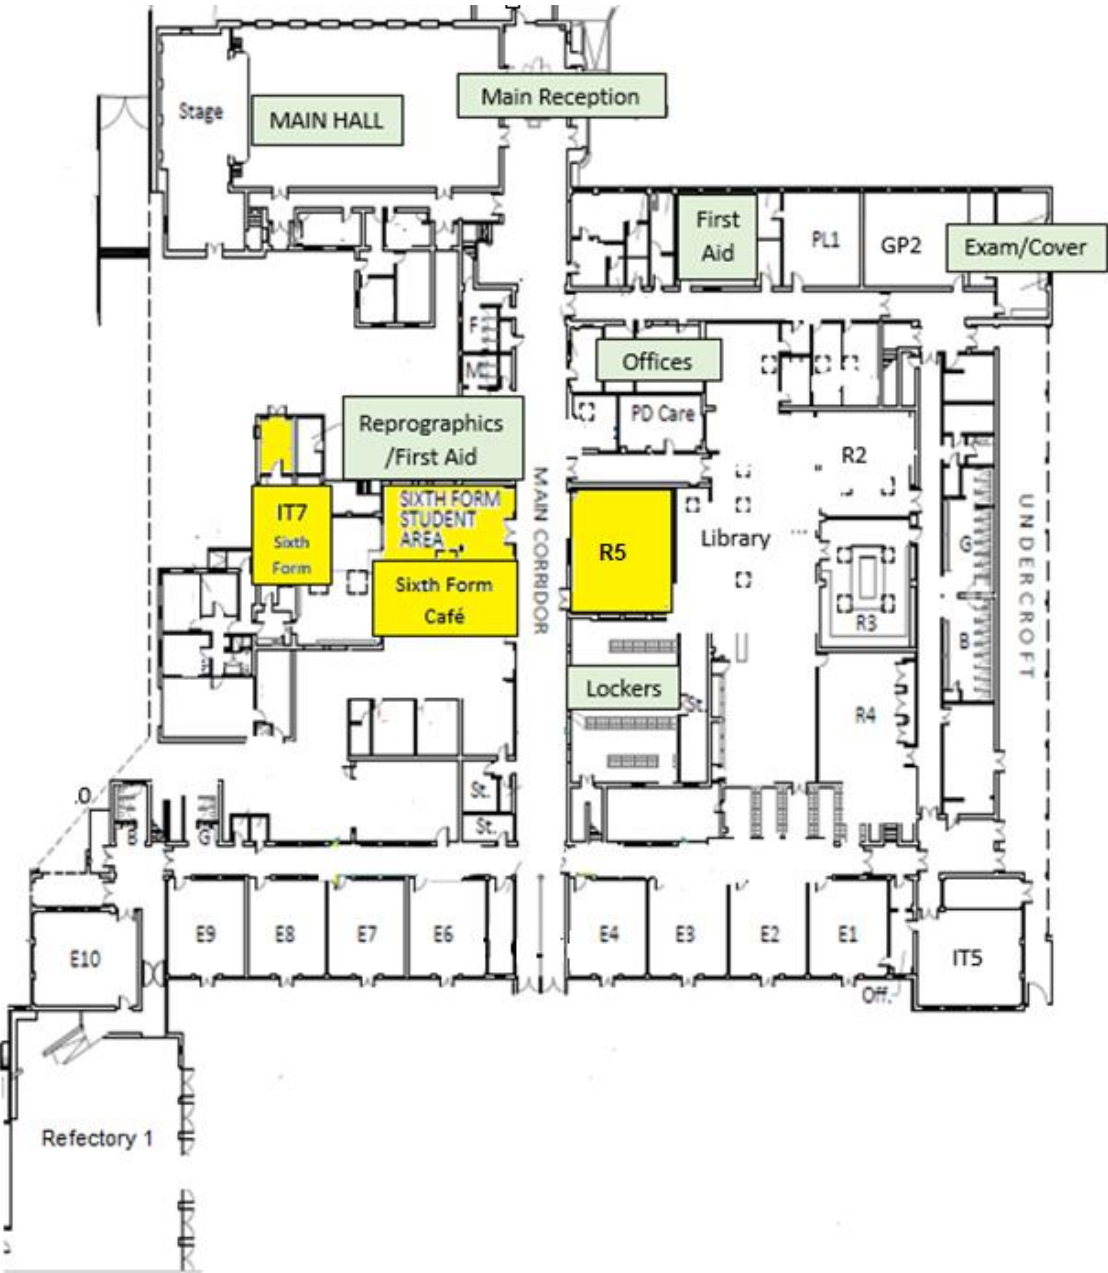 Stage
MAIN HALL
Main Reception
First
Aid
PL1
GP2
Exam/Cover
F
M
Offices
1
PD Care
Reprographics
/First Aid
R2
SIXTH FORM
STUDENT
AREA
IT7
Sixth
Form
MAIN CORRIDOR
R5
Library
G
UNDERCROFT
Sixth Form
Café
R3
B
Lockers
St.
R4
.0
St.
St.
B
G
E9
E8
E7
E6
E4
E3
E2
E1
E10
IT5
Off.
Refectory 1